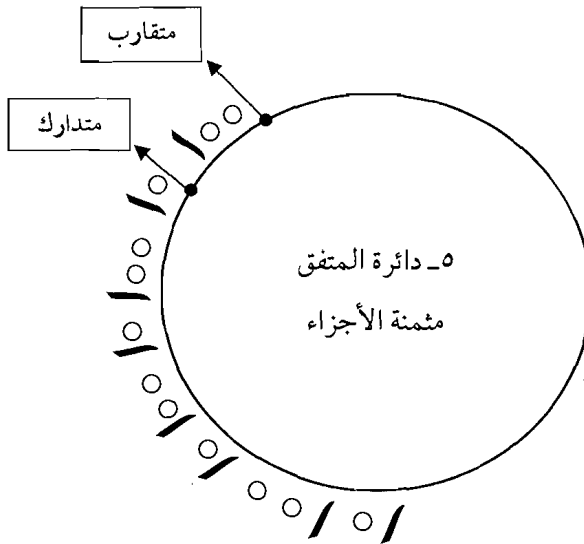 متقارب
متدارك
٥ـ دائرة المتفق
مثمنة الأجزاء